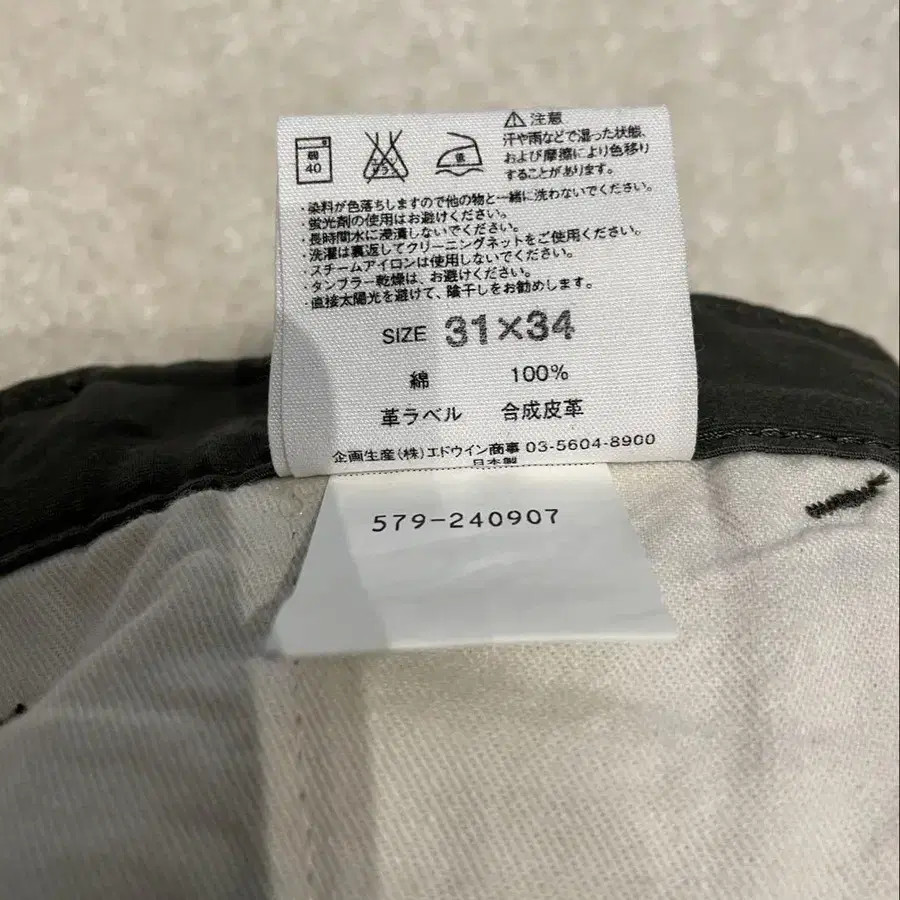 弱
40
エンソサラシ
中
⚠注意
汗や雨などで湿った状態、
および摩擦により色移り
することがあります。
・染料が色落ちしますので他の物と一緒に洗わないでください。
・蛍光剤の使用はお避けください。
・長時間水に浸漬しないでください。
・洗濯は裏返してクリーニングネットをご使用ください。
・スチームアイロンは使用しないでください。
・タンブラー乾燥は、お避けください。
・直接太陽光を避けて、陰干しをお勧めします。
SIZE 31×34
綿 100%
革ラベル 合成皮革
企画生産(株)エドウイン商事 03-5604-8900
日本製
579-240907